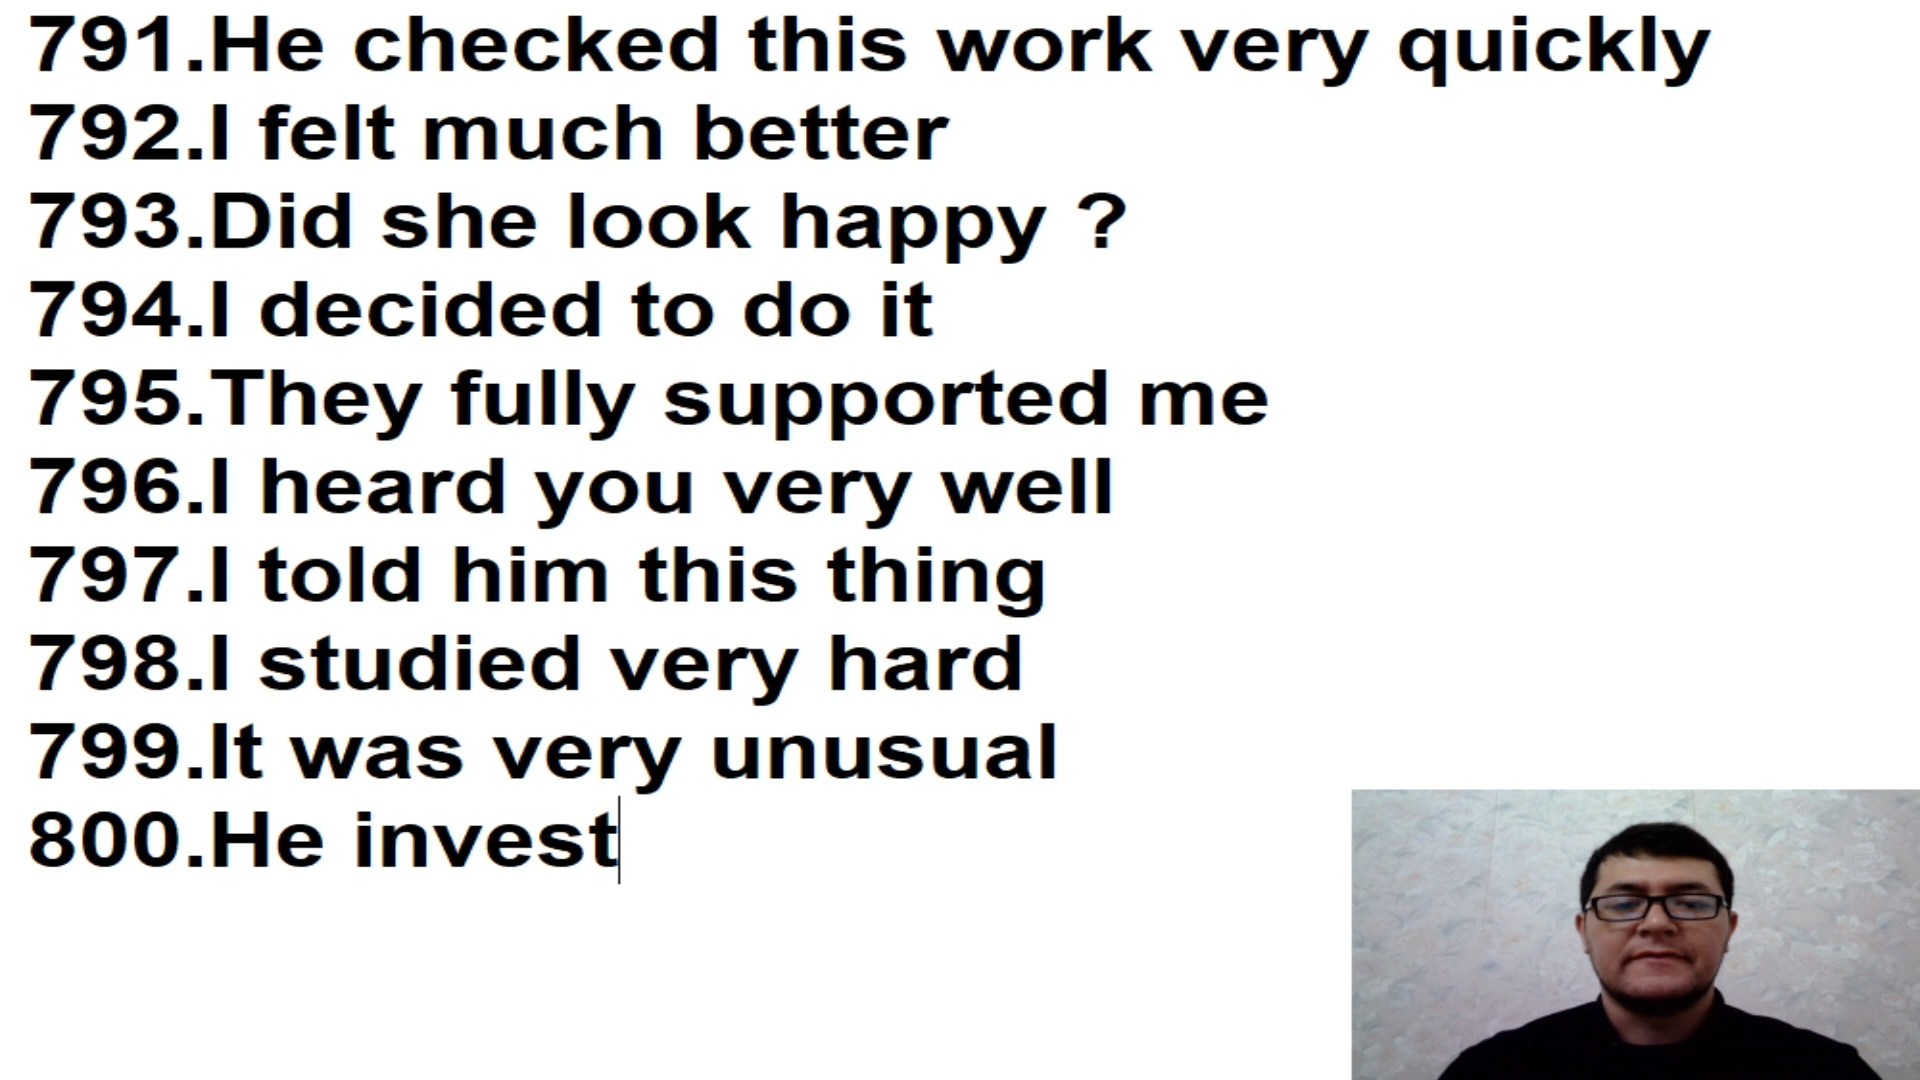 791.He checked this work very quickly
792.I felt much better
793.Did she look happy ?
794.I decided to do it
795.They fully supported me
796.I heard you very well
797.I told him this thing
798.I studied very hard
799.It was very unusual
800.He invest